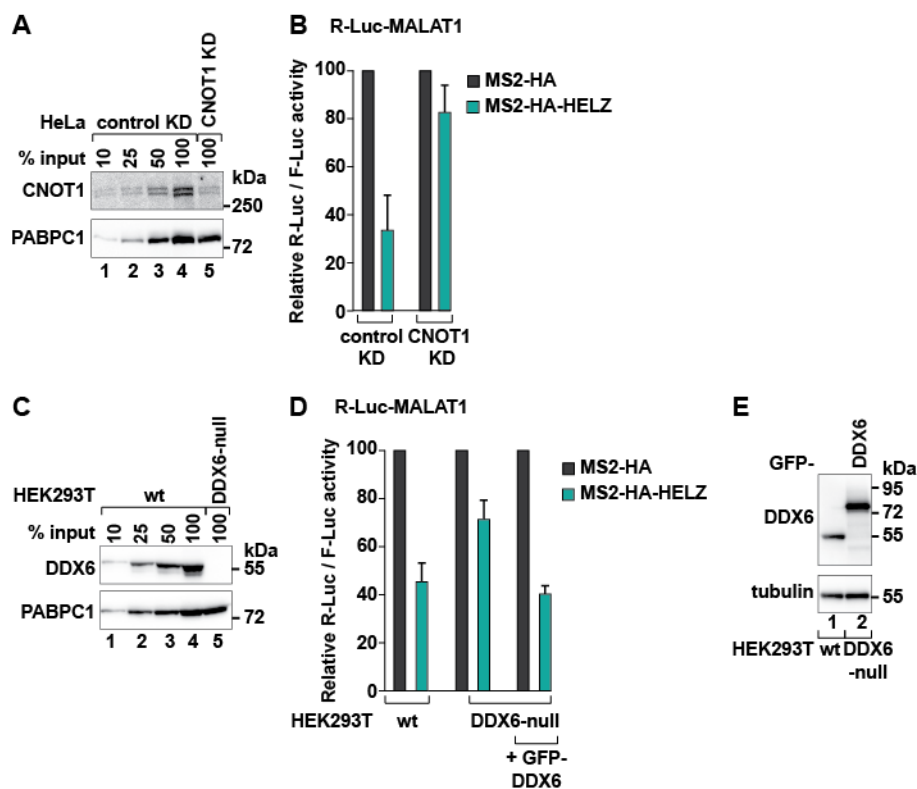 A
HeLa control KD CNOT1 KD
% input 10 25 50 100 100
CNOT1
kDa
250
PABPC1
72
1 2 3 4 5
B R-Luc-MALAT1
Relative R-Luc / F-Luc activity
100
80
60
40
20
0
MS2-HA
MS2-HA-HELZ
control KD
CNOT1 KD
C
HEK293T wt DDX6-null
% input 10 25 50 100 100
DDX6
kDa
55
PABPC1
72
1 2 3 4 5
D R-Luc-MALAT1
Relative R-Luc / F-Luc activity
100
80
60
40
20
0
MS2-HA
MS2-HA-HELZ
HEK293T wt DDX6-null
+ GFP-
DDX6
E
GFP- DDX6
kDa
95
DDX6
72
55
tubulin
55
1 2
HEK293T wt DDX6
-null